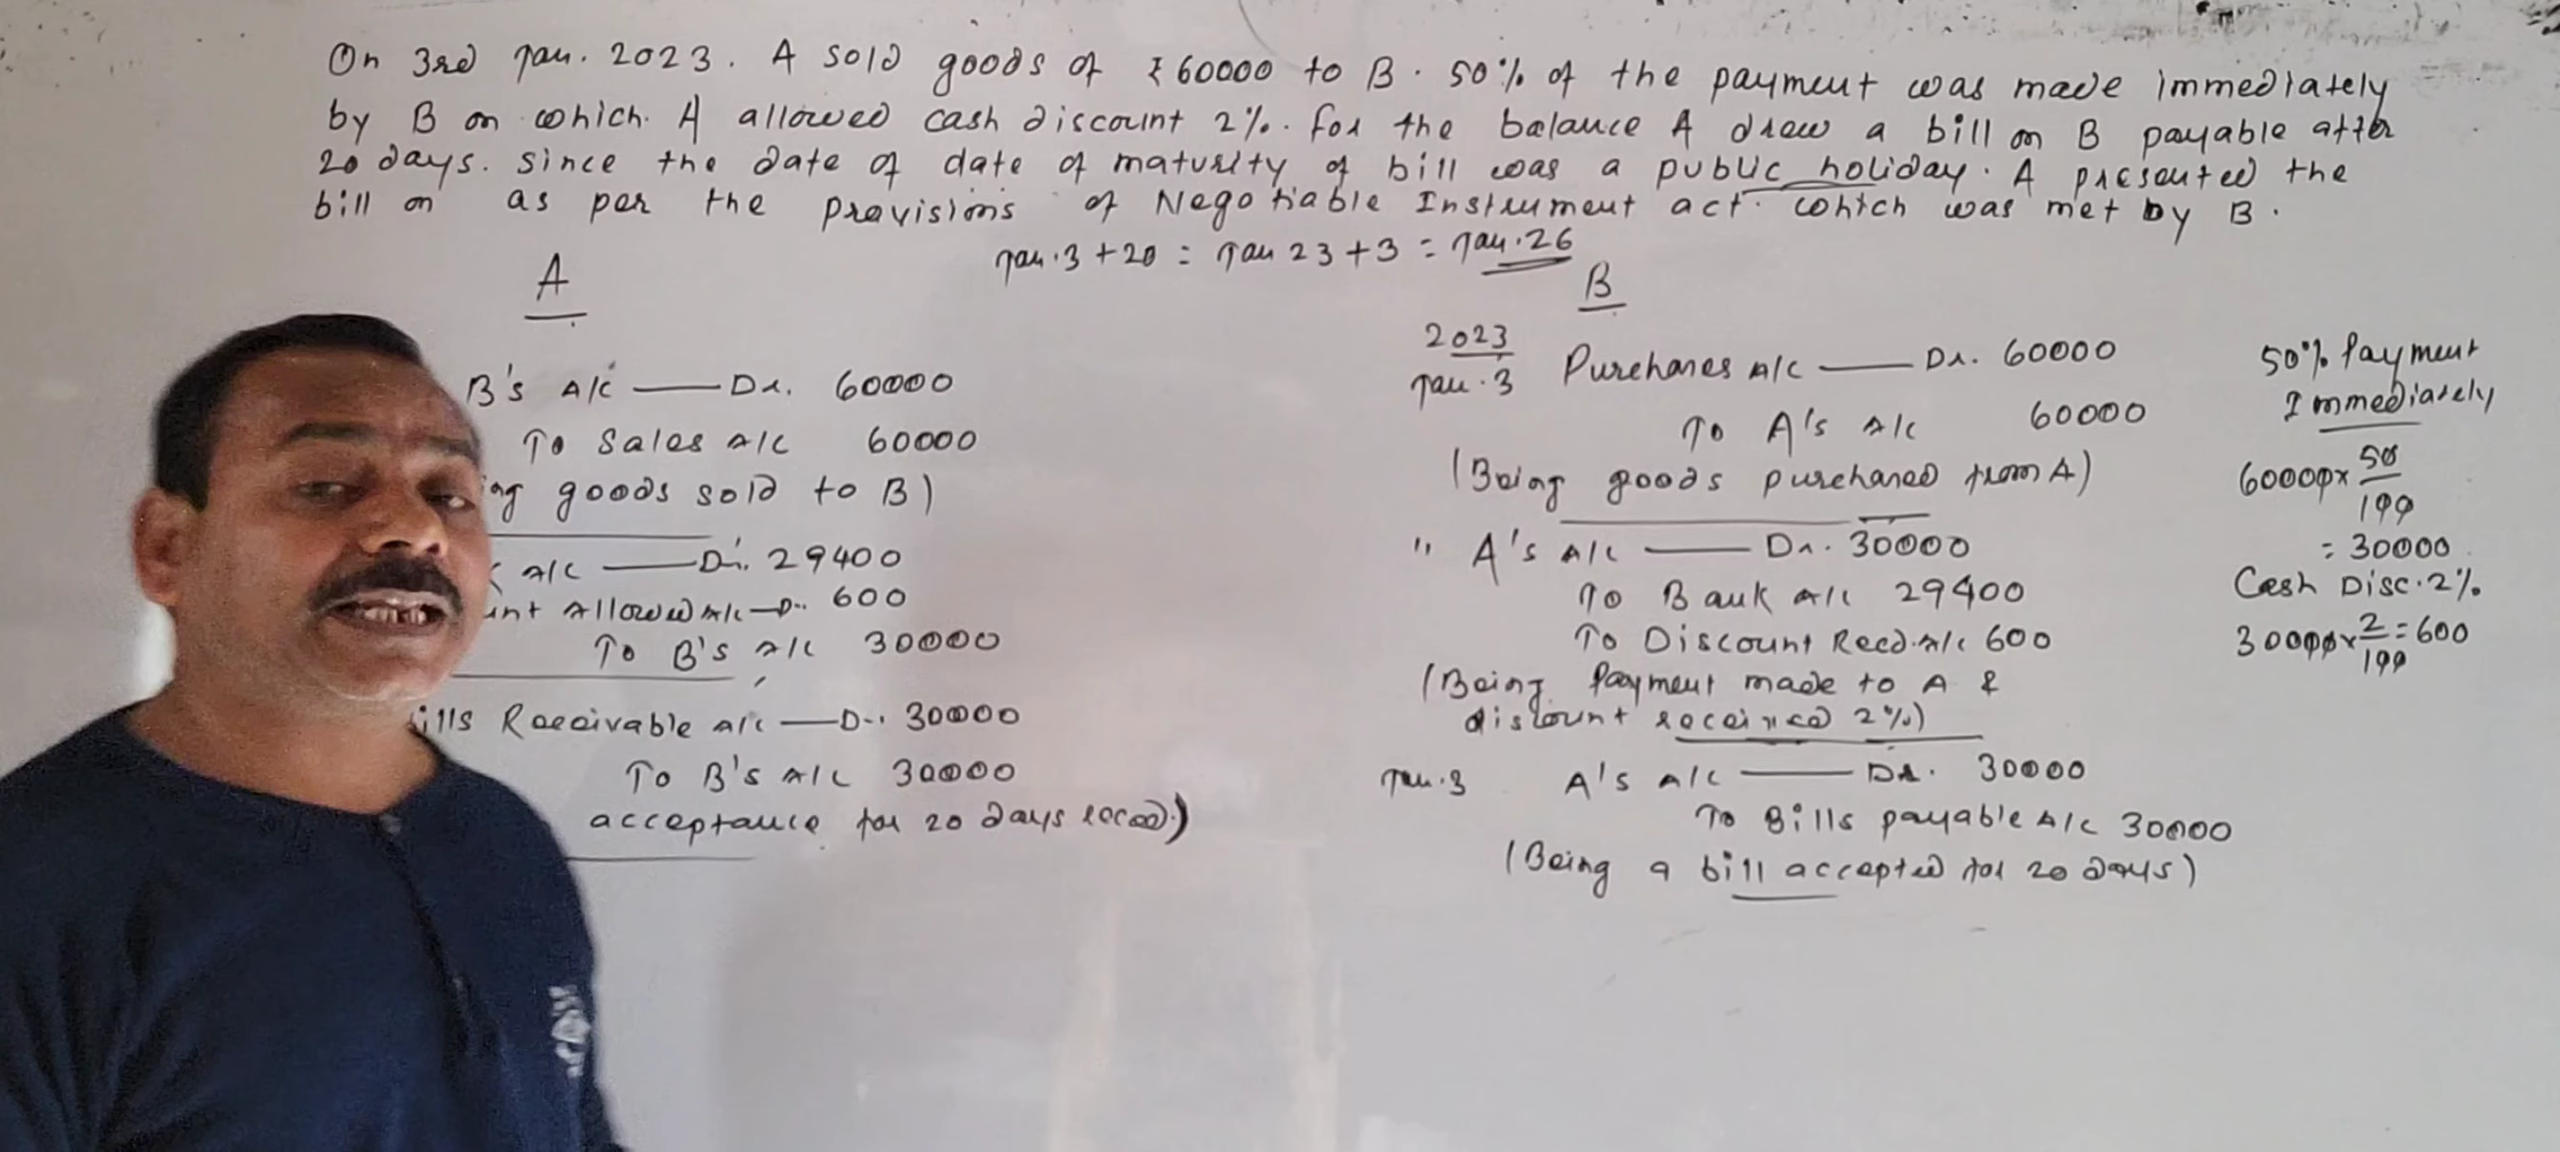 On 3rd Jan. 2023. A sold goods of ₹60000 to B. 50% of the payment was made immediately
by B on which. A allowed cash discount 2%. for the balance A drew a bill on B payable after
20 days. since the date of date of maturity of bill was a public holiday. A presented the
bill on as per the provisions of Negotiable Instrument act. which was met by B.
Jan.3 + 20 = Jan 23 + 3 = Jan.26
A
B's A/c — Dr. 60000
To Sales A/c 60000
ng goods sold to B)
A/c — Dr. 29400
unt Allowed A/c — Dr. 600
To B's A/c 30000
ills Receivable A/c — Dr. 30000
To B's A/c 30000
acceptance for 20 days recd.)
B
2023
Jan.3 Purchases A/c — Dr. 60000
To A's A/c 60000
(Being goods purchased from A)
" A's A/c — Dr. 30000
To Bank A/c 29400
To Discount Recd. A/c 600
(Being Payment made to A &
discount received 2%)
Jan.3 A's A/c — Dr. 30000
To Bills payable A/c 30000
(Being a bill accepted for 20 days)
50% Payment
Immediately
60000 x 50/100
= 30000
Cash Disc. 2%
30000 x 2/100 = 600